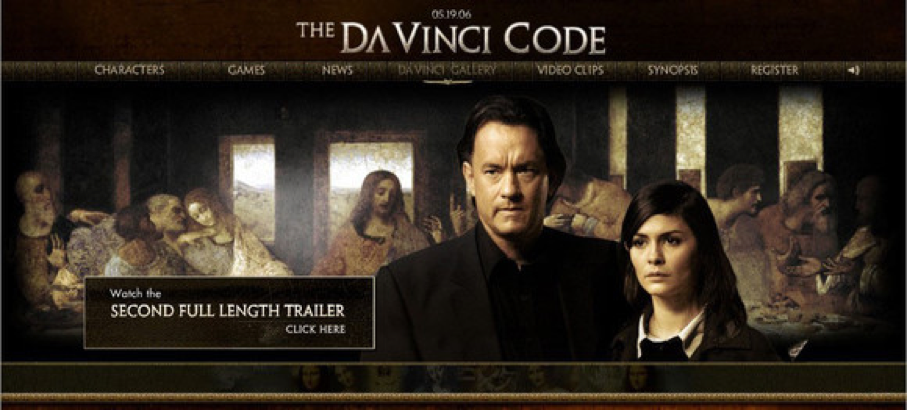 05.19.06
THE DA VINCI CODE
CHARACTERS GAMES NEWS DA VINCI GALLERY VIDEO CLIPS SYNOPSIS REGISTER
Watch the
SECOND FULL LENGTH TRAILER
CLICK HERE